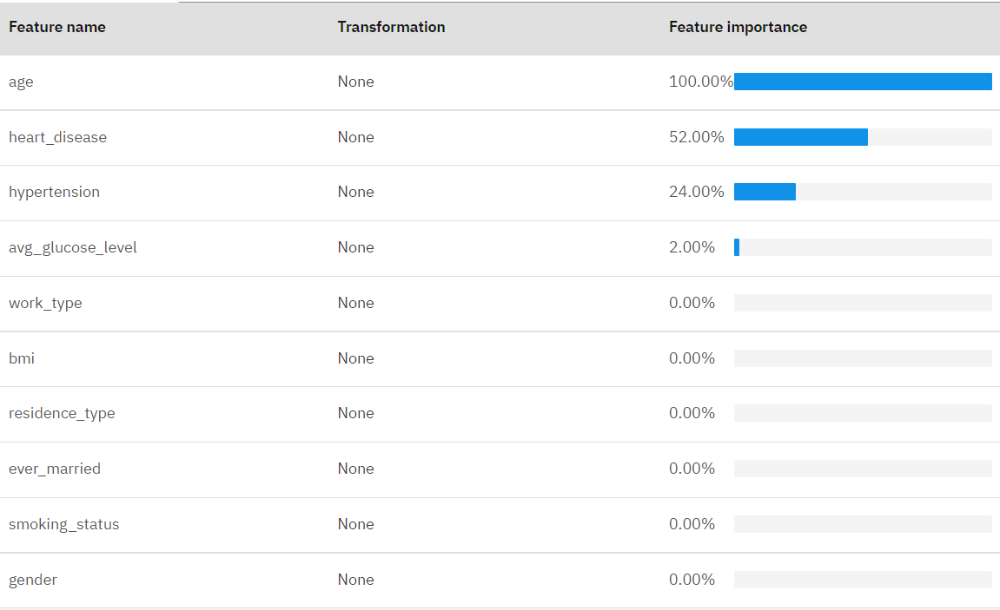 Feature name Transformation Feature importance
age None 100.00%
heart_disease None 52.00%
hypertension None 24.00%
avg_glucose_level None 2.00%
work_type None 0.00%
bmi None 0.00%
residence_type None 0.00%
ever_married None 0.00%
smoking_status None 0.00%
gender None 0.00%